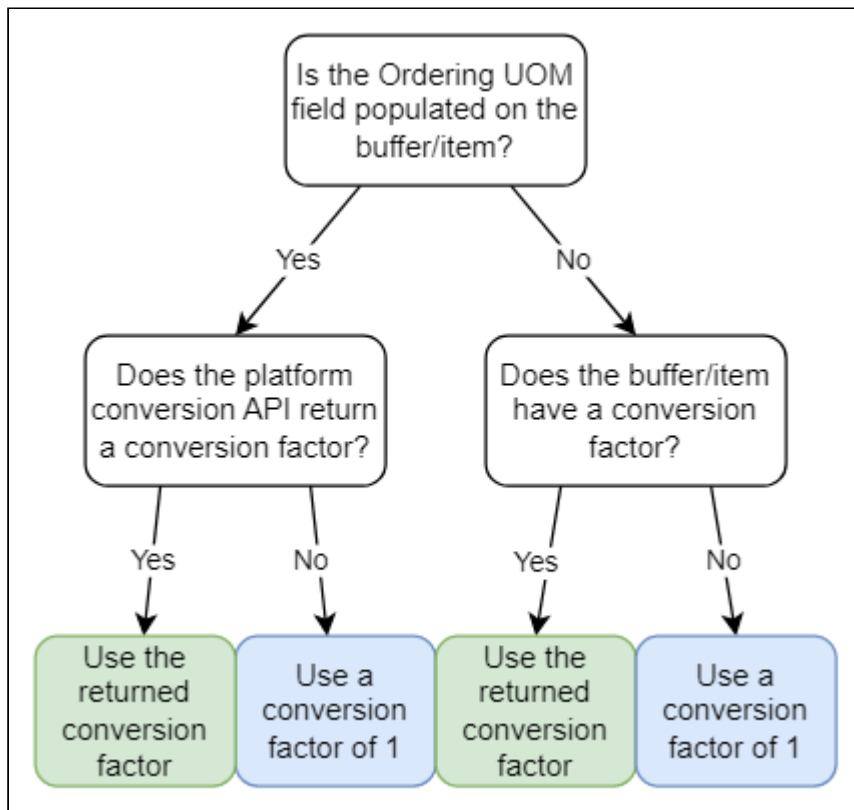 Is the Ordering UOM
field populated on the
buffer/item?
Yes
No
Does the platform
conversion API return
a conversion factor?
Does the buffer/item
have a conversion
factor?
Yes
No
Yes
No
Use the
returned
conversion
factor
Use a
conversion
factor of 1
Use the
returned
conversion
factor
Use a
conversion
factor of 1